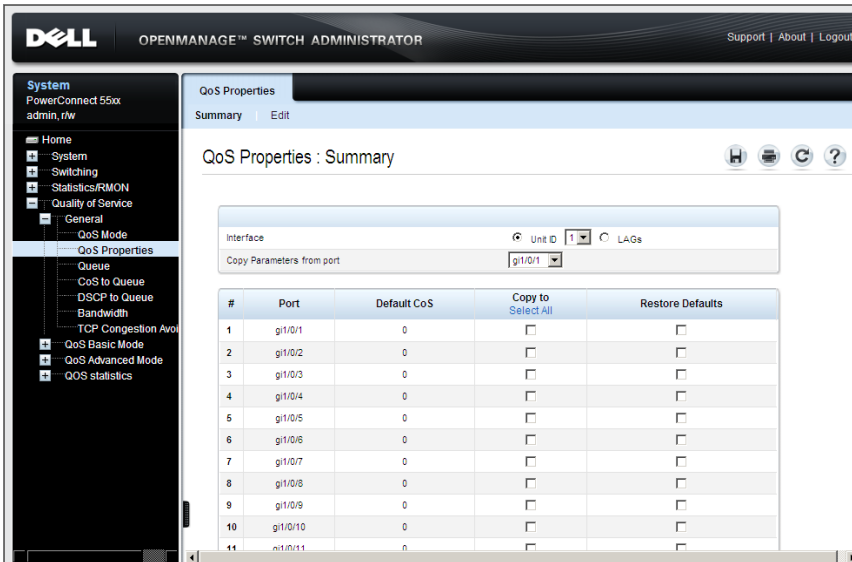 DELL OPENMANAGE™ SWITCH ADMINISTRATOR Support | About | Logout
System
PowerConnect 55xx
admin, r/w
Home
System
Switching
Statistics/RMON
Quality of Service
General
QoS Mode
QoS Properties
Queue
CoS to Queue
DSCP to Queue
Bandwidth
TCP Congestion Avoi
QoS Basic Mode
QoS Advanced Mode
QOS statistics
QoS Properties
Summary Edit
QoS Properties : Summary
Interface Unit ID 1 LAGs
Copy Parameters from port gi1/0/1
# Port Default CoS Copy to Select All Restore Defaults
1 gi1/0/1 0
2 gi1/0/2 0
3 gi1/0/3 0
4 gi1/0/4 0
5 gi1/0/5 0
6 gi1/0/6 0
7 gi1/0/7 0
8 gi1/0/8 0
9 gi1/0/9 0
10 gi1/0/10 0
11 gi1/0/11 0